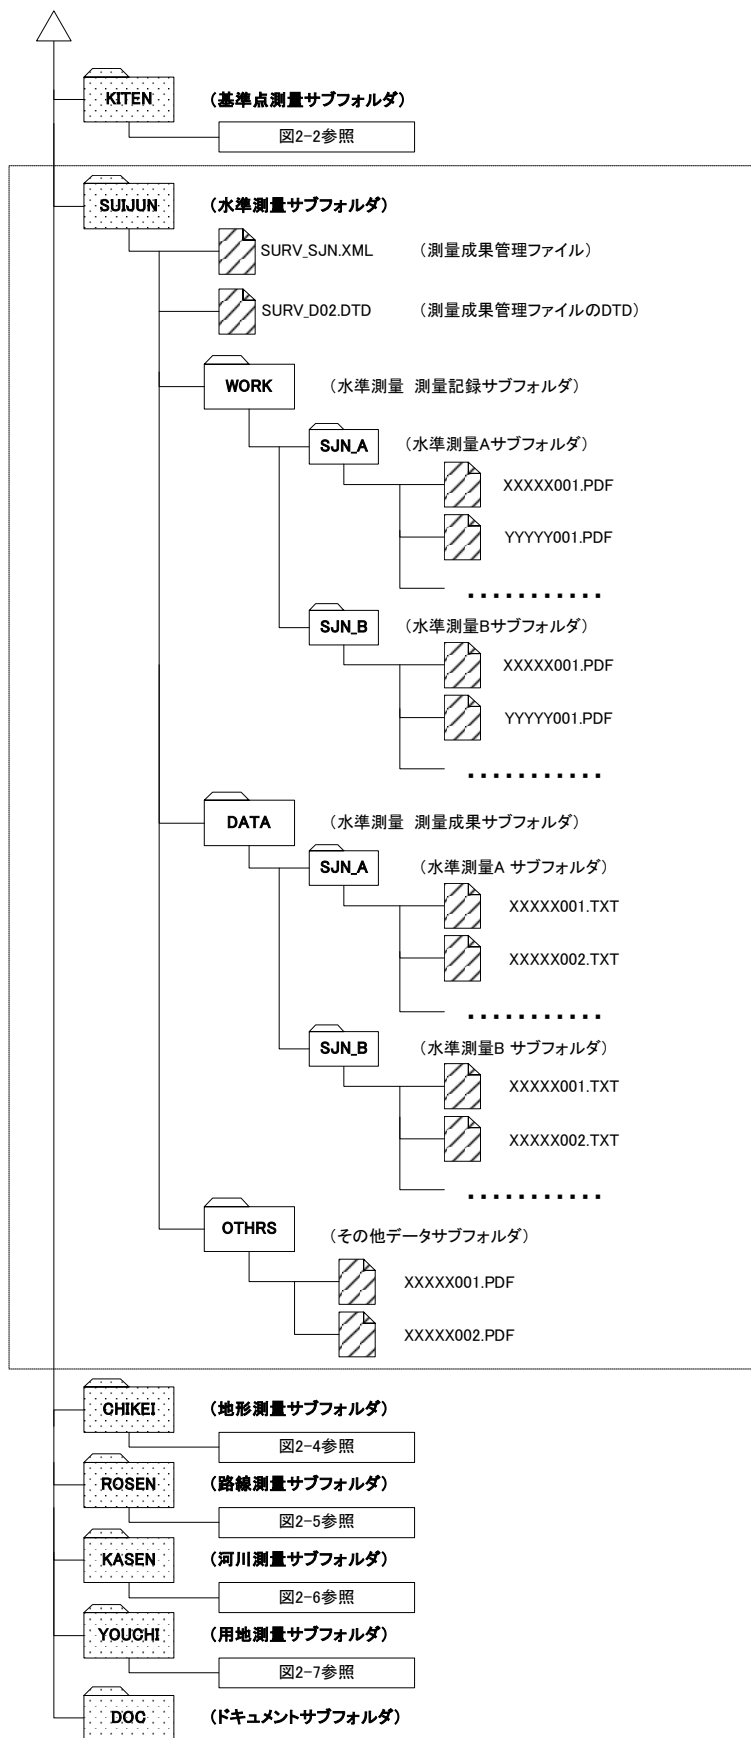 KITEN (基準点測量サブフォルダ)
図2-2参照
SUIJUN (水準測量サブフォルダ)
SURV_SJN.XML (測量成果管理ファイル)
SURV_D02.DTD (測量成果管理ファイルのDTD)
WORK (水準測量 測量記録サブフォルダ)
SJN_A (水準測量Aサブフォルダ)
XXXXX001.PDF
YYYYY001.PDF
...........
SJN_B (水準測量Bサブフォルダ)
XXXXX001.PDF
YYYYY001.PDF
...........
DATA (水準測量 測量成果サブフォルダ)
SJN_A (水準測量A サブフォルダ)
XXXXX001.TXT
XXXXX002.TXT
...........
SJN_B (水準測量B サブフォルダ)
XXXXX001.TXT
XXXXX002.TXT
...........
OTHRS (その他データサブフォルダ)
XXXXX001.PDF
XXXXX002.PDF
CHIKEI (地形測量サブフォルダ)
図2-4参照
ROSEN (路線測量サブフォルダ)
図2-5参照
KASEN (河川測量サブフォルダ)
図2-6参照
YOUCHI (用地測量サブフォルダ)
図2-7参照
DOC (ドキュメントサブフォルダ)